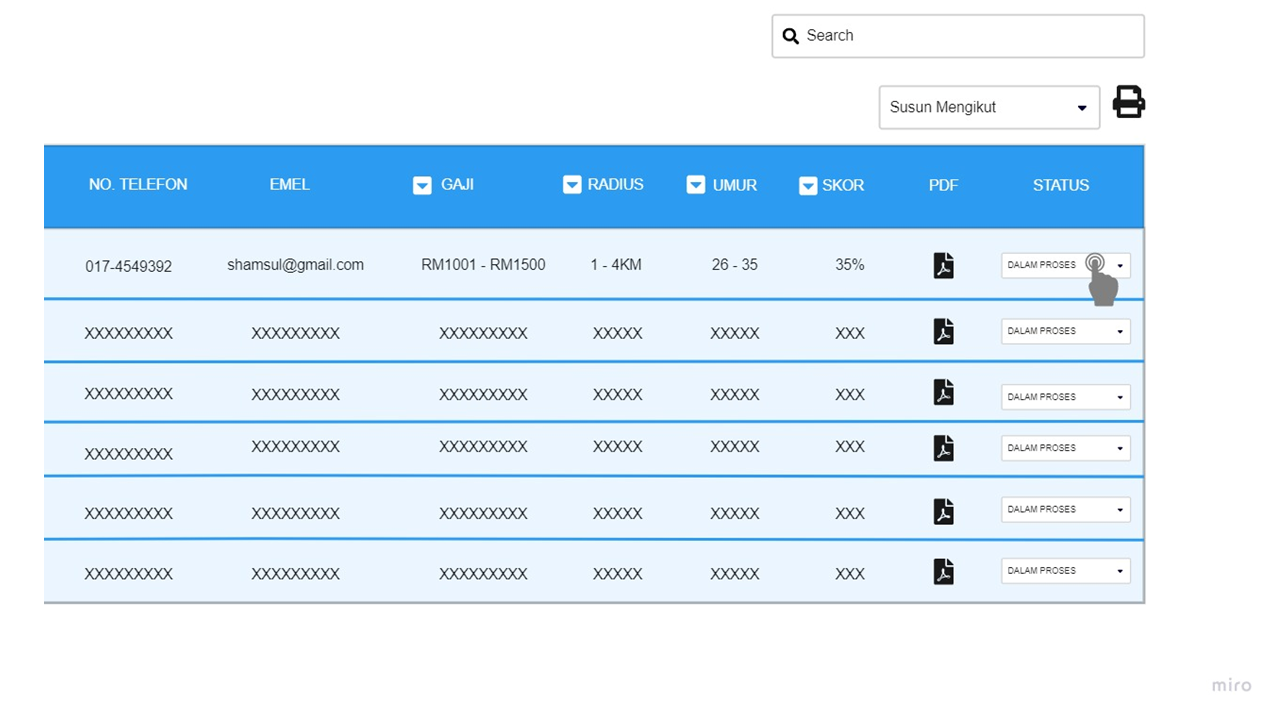 Search
Susun Mengikut
NO. TELEFON EMEL GAJI RADIUS UMUR SKOR PDF STATUS
017-4549392 shamsul@gmail.com RM1001 - RM1500 1 - 4KM 26 - 35 35% DALAM PROSES
XXXXXXXXX XXXXXXXXX XXXXXXXXX XXXXX XXXXX XXX DALAM PROSES
XXXXXXXXX XXXXXXXXX XXXXXXXXX XXXXX XXXXX XXX DALAM PROSES
XXXXXXXXX XXXXXXXXX XXXXXXXXX XXXXX XXXXX XXX DALAM PROSES
XXXXXXXXX XXXXXXXXX XXXXXXXXX XXXXX XXXXX XXX DALAM PROSES
XXXXXXXXX XXXXXXXXX XXXXXXXXX XXXXX XXXXX XXX DALAM PROSES
miro